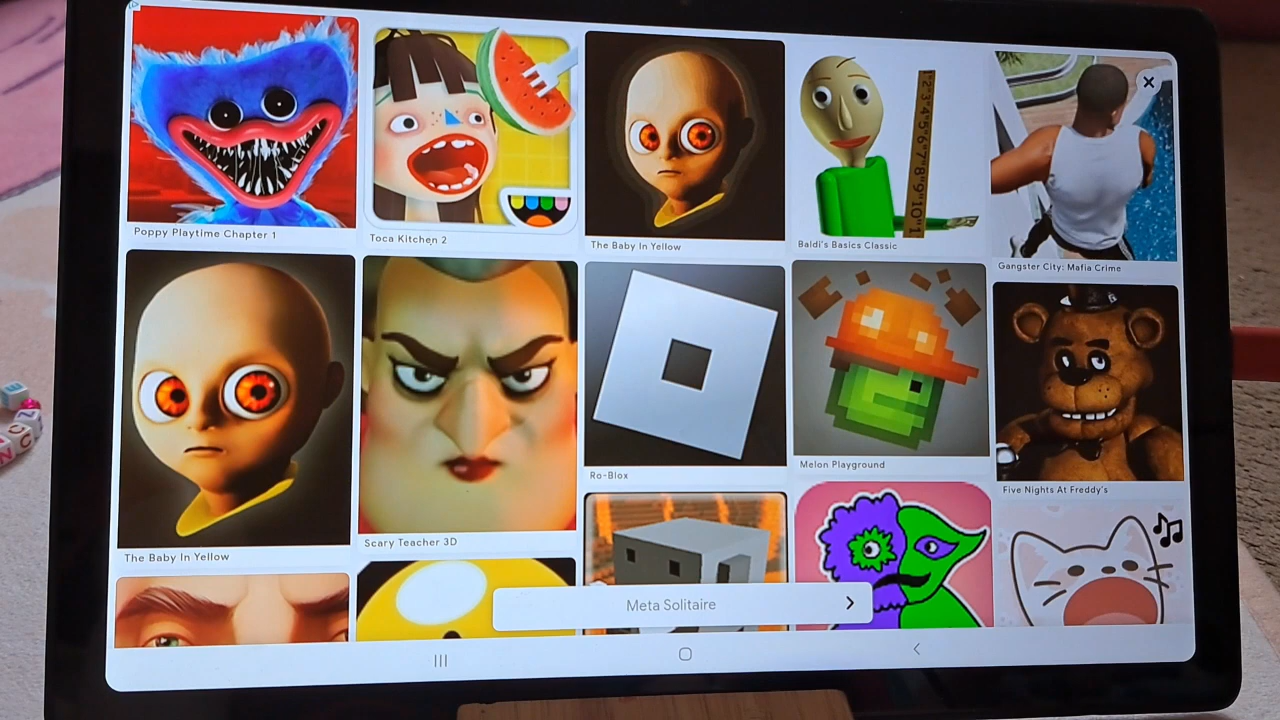 Poppy Playtime Chapter 1
Toca Kitchen 2
The Baby In Yellow
Baldi's Basics Classic
Gangster City: Mafia Crime
The Baby In Yellow
Scary Teacher 3D
Ro-Blox
Melon Playground
Five Nights At Freddy's
Meta Solitaire